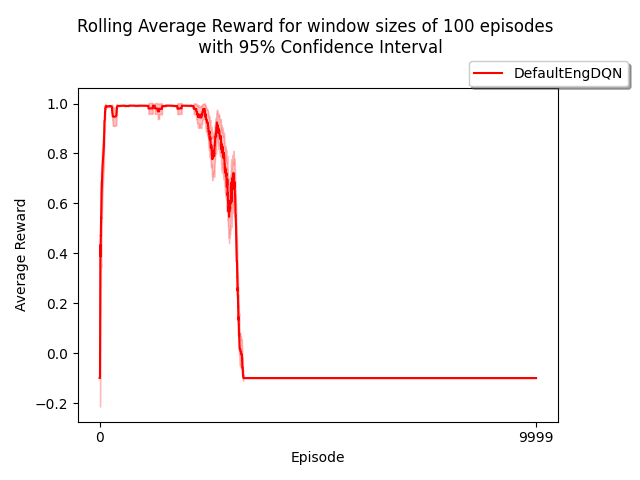 Rolling Average Reward for window sizes of 100 episodes
with 95% Confidence Interval
DefaultEngDQN
1.0
0.8
0.6
0.4
0.2
0.0
−0.2
Average Reward
0 9999
Episode